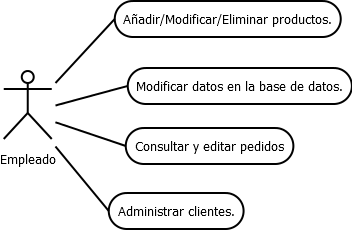 Añadir/Modificar/Eliminar productos.
Modificar datos en la base de datos.
Consultar y editar pedidos
Empleado
Administrar clientes.